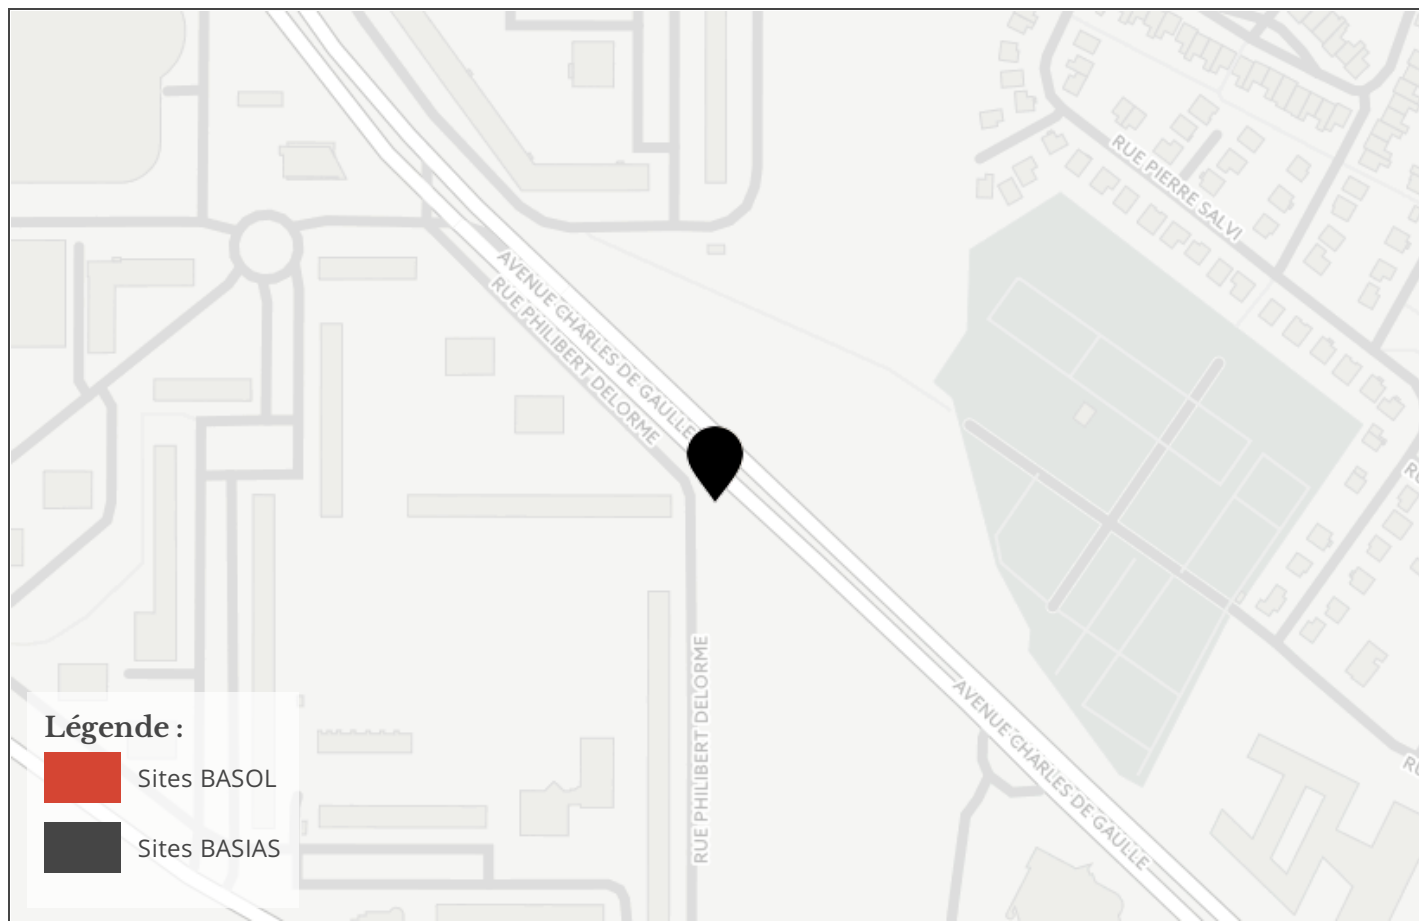 RUE PIERRE SALVI
AVENUE CHARLES DE GAULLE
RUE PHILIBERT DELORME
RUE PHILIBERT DELORME
AVENUE CHARLES DE GAULLE
Légende :
Sites BASOL
Sites BASIAS